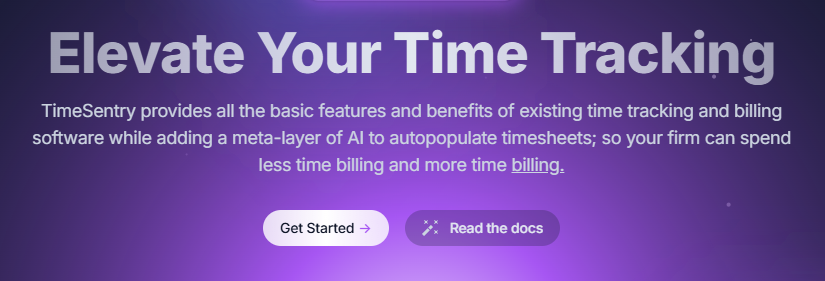 Elevate Your Time Tracking
TimeSentry provides all the basic features and benefits of existing time tracking and billing
software while adding a meta-layer of AI to autopopulate timesheets; so your firm can spend
less time billing and more time billing.
Get Started →
Read the docs